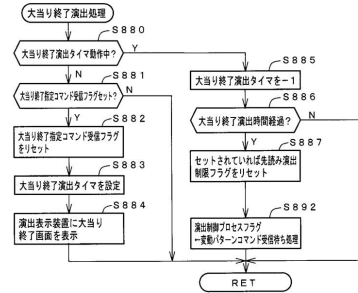 大当り終了演出処理
S880
大当り終了演出タイマ動作中?
Y
N
S881
大当り終了指定コマンド受信フラグセット?
N
Y
S882
大当り終了指定コマンド受信フラグ
をリセット
S883
大当り終了演出タイマを設定
S884
演出表示装置に大当り
終了画面を表示
S885
大当り終了演出タイマを-1
S886
大当り終了演出時間経過?
N
Y
S887
セットされていれば先読み演出
制限フラグをリセット
S892
演出制御プロセスフラグ
←変動パターンコマンド受信待ち処理
RET